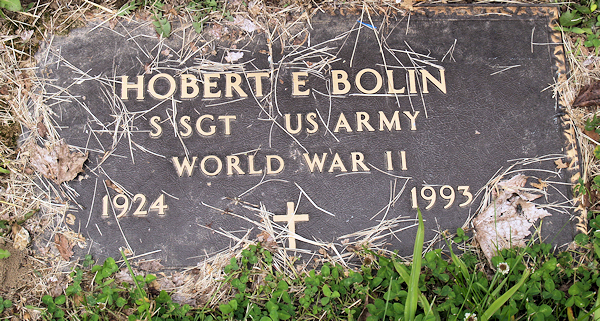 HOBERT E BOLIN
S SGT US ARMY
WORLD WAR II
1924 1993